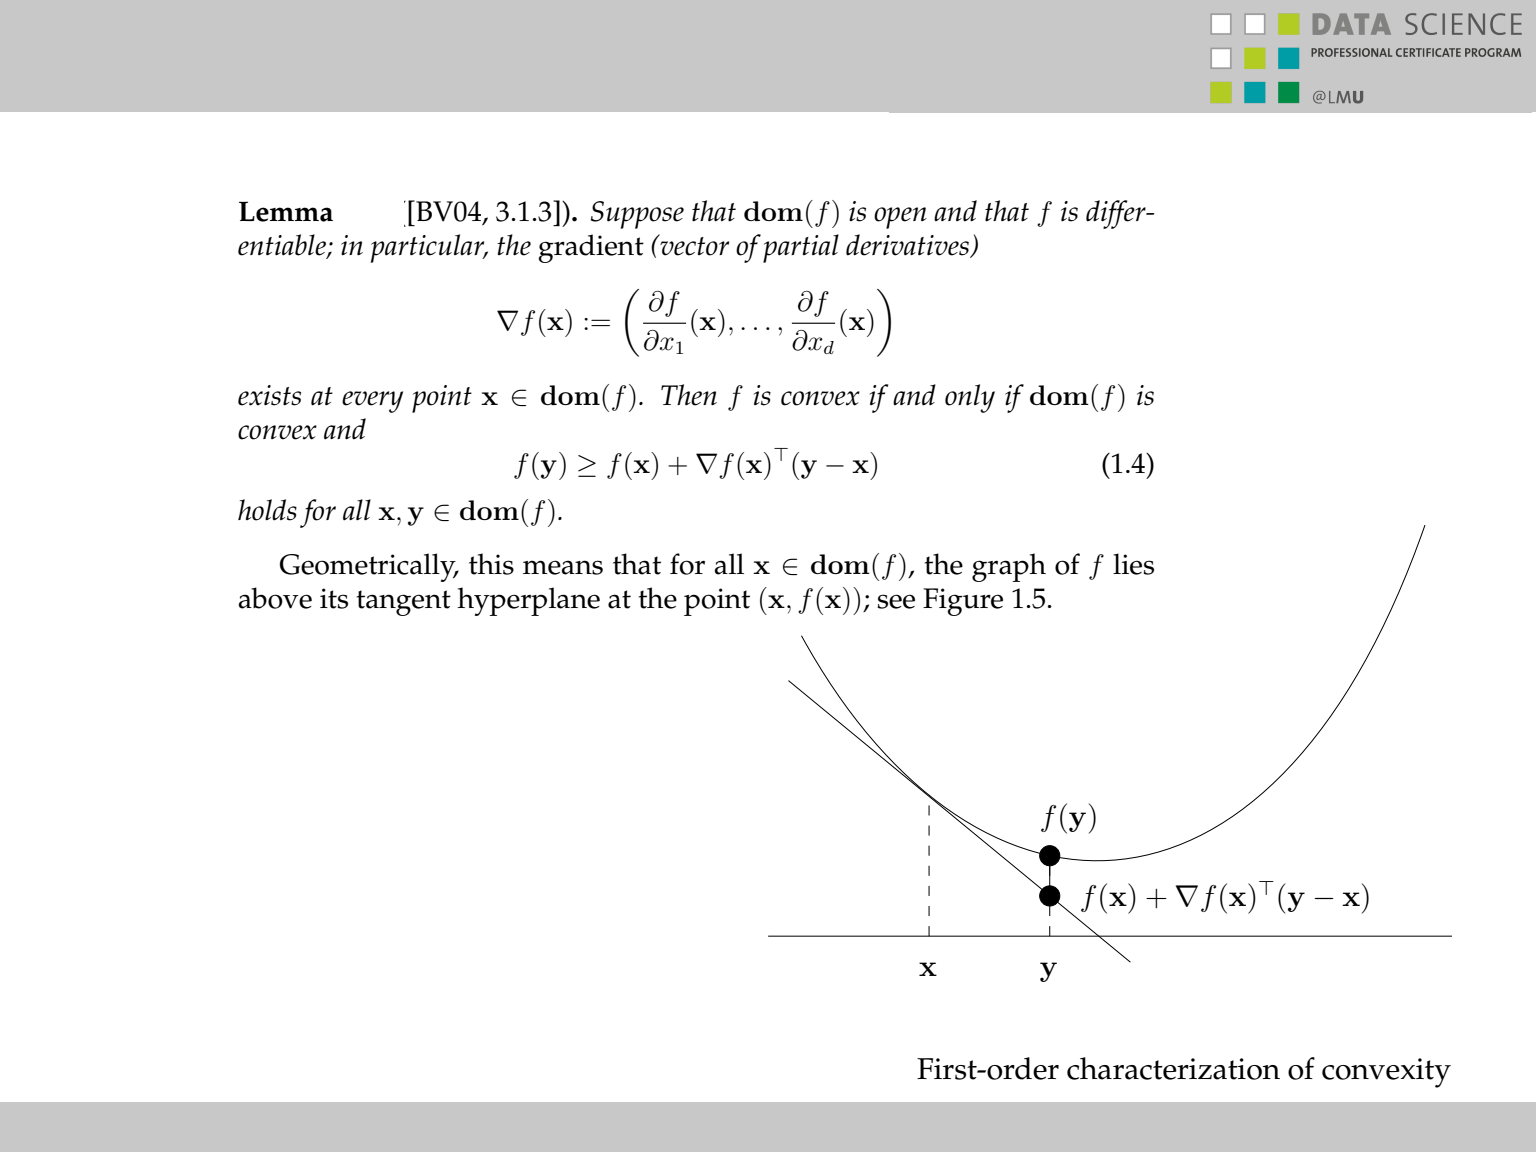 DATA SCIENCE
PROFESSIONAL CERTIFICATE PROGRAM
@LMU
Lemma [BV04, 3.1.3]). Suppose that dom(f) is open and that f is differ-
entiable; in particular, the gradient (vector of partial derivatives)
∇f(x) := (∂f/∂x₁(x), . . . , ∂f/∂x_d(x))
exists at every point x ∈ dom(f). Then f is convex if and only if dom(f) is
convex and
f(y) ≥ f(x) + ∇f(x)⊤(y − x) (1.4)
holds for all x, y ∈ dom(f).
Geometrically, this means that for all x ∈ dom(f), the graph of f lies
above its tangent hyperplane at the point (x, f(x)); see Figure 1.5.
f(y)
f(x) + ∇f(x)⊤(y − x)
x y
First-order characterization of convexity